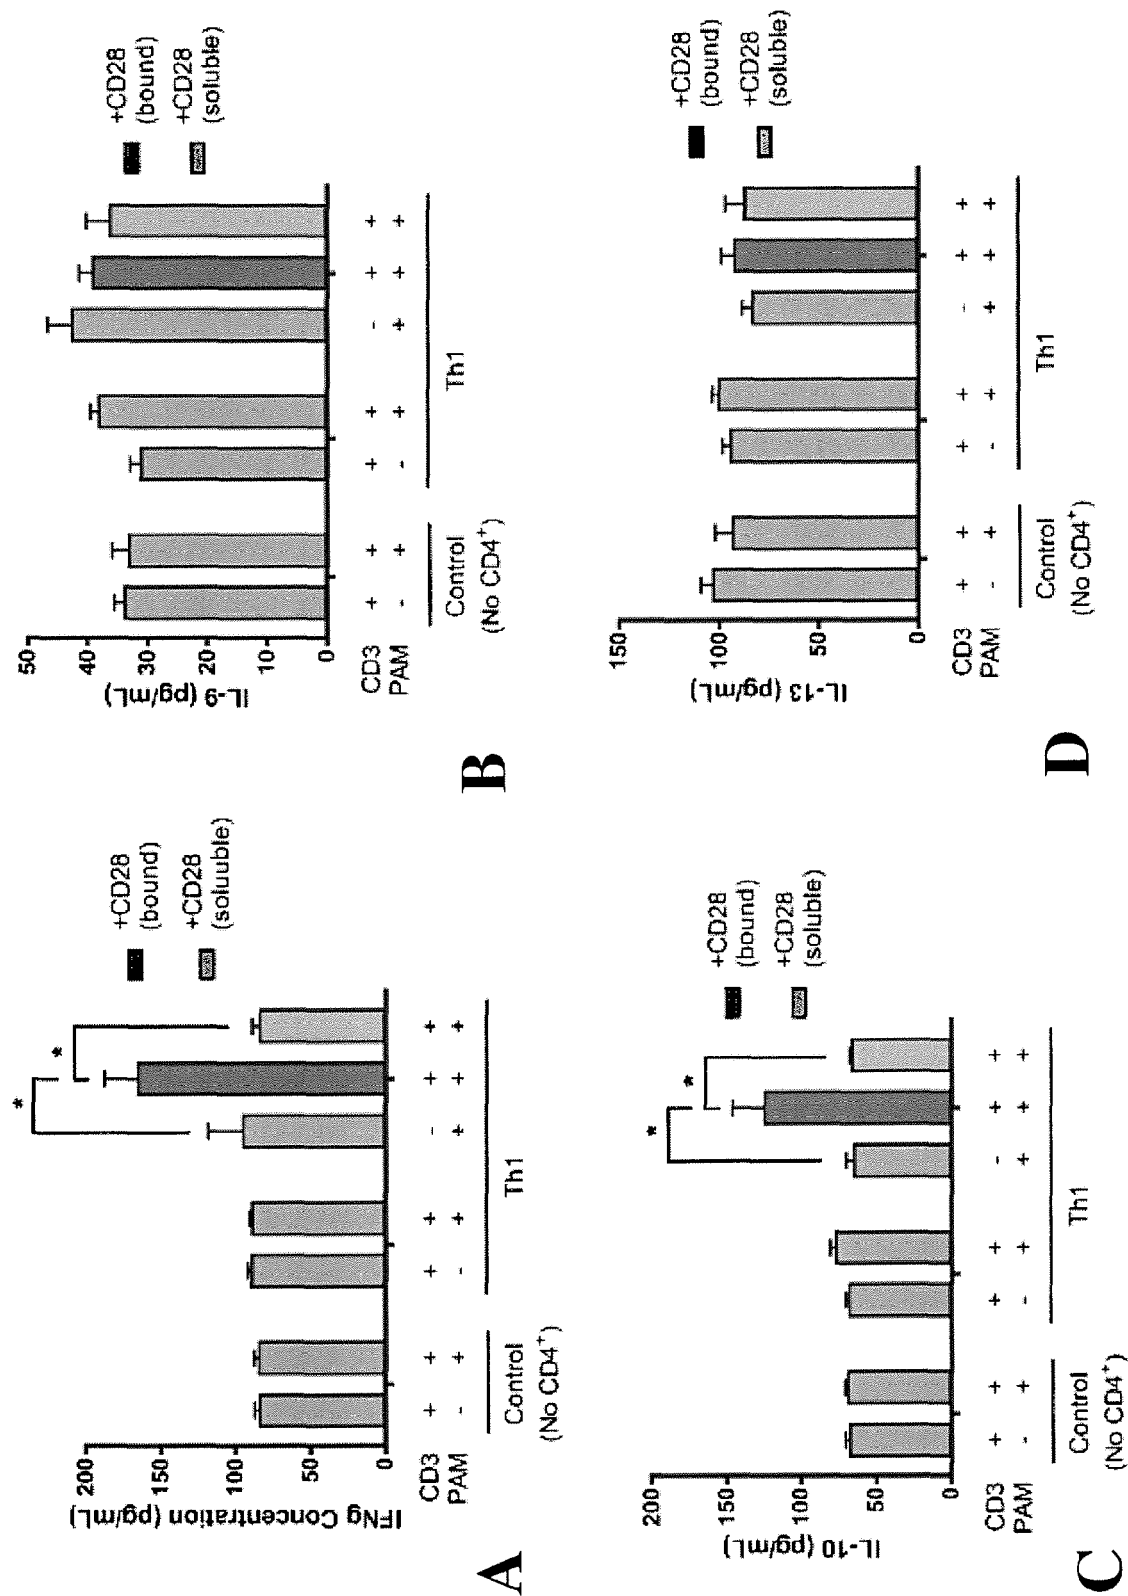 A
IFNg Concentration (pg/mL)
200
150
100
50
0
*
*
+CD28
(bound)
+CD28
(soluuble)
CD3 + + + + - + +
PAM - + - + + + +
Control
(No CD4+)
Th1
B
IL-9 (pg/mL)
50
40
30
20
10
0
+CD28
(bound)
+CD28
(soluble)
CD3 + + + + - + +
PAM - + - + + + +
Control
(No CD4+)
Th1
C
IL-10 (pg/mL)
200
150
100
50
0
*
*
+CD28
(bound)
+CD28
(soluble)
CD3 + + + + - + +
PAM - + - + + + +
Control
(No CD4+)
Th1
D
IL-13 (pg/mL)
150
100
50
0
+CD28
(bound)
+CD28
(soluble)
CD3 + + + + - + +
PAM - + - + + + +
Control
(No CD4+)
Th1